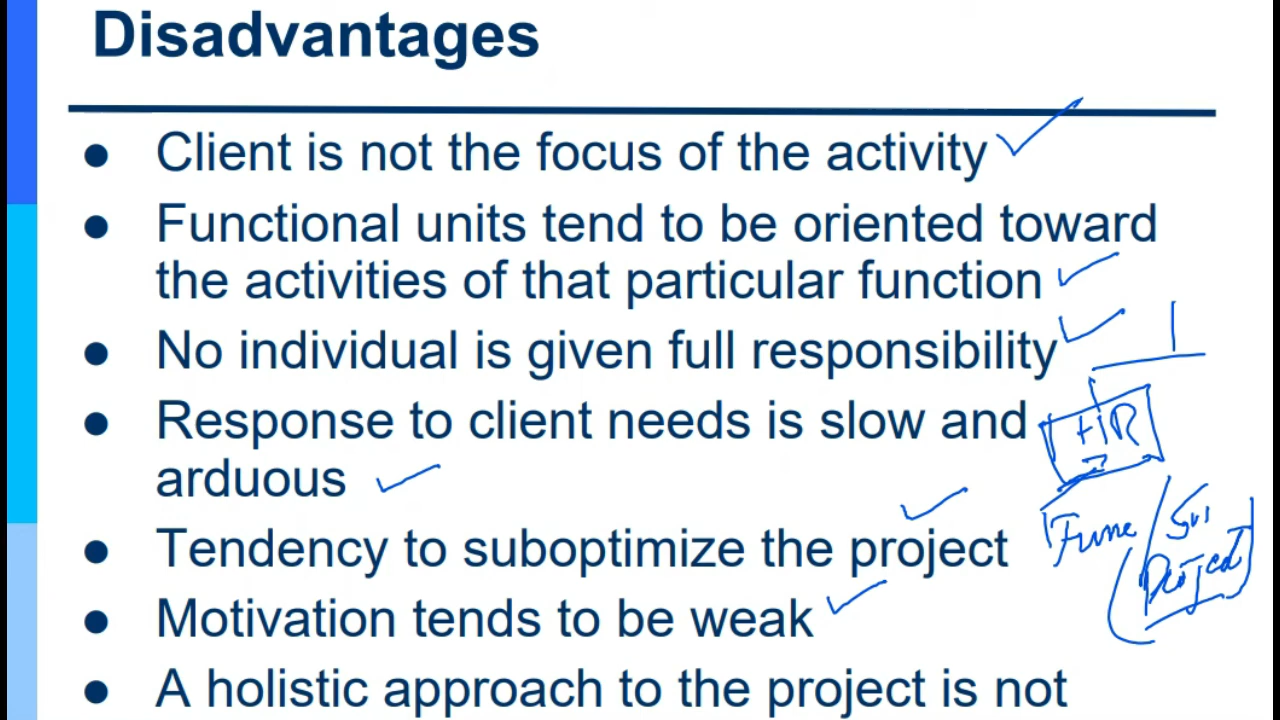 Disadvantages
● Client is not the focus of the activity
● Functional units tend to be oriented toward
the activities of that particular function
● No individual is given full responsibility
● Response to client needs is slow and
arduous
● Tendency to suboptimize the project
● Motivation tends to be weak
● A holistic approach to the project is not
HR
Func
Project